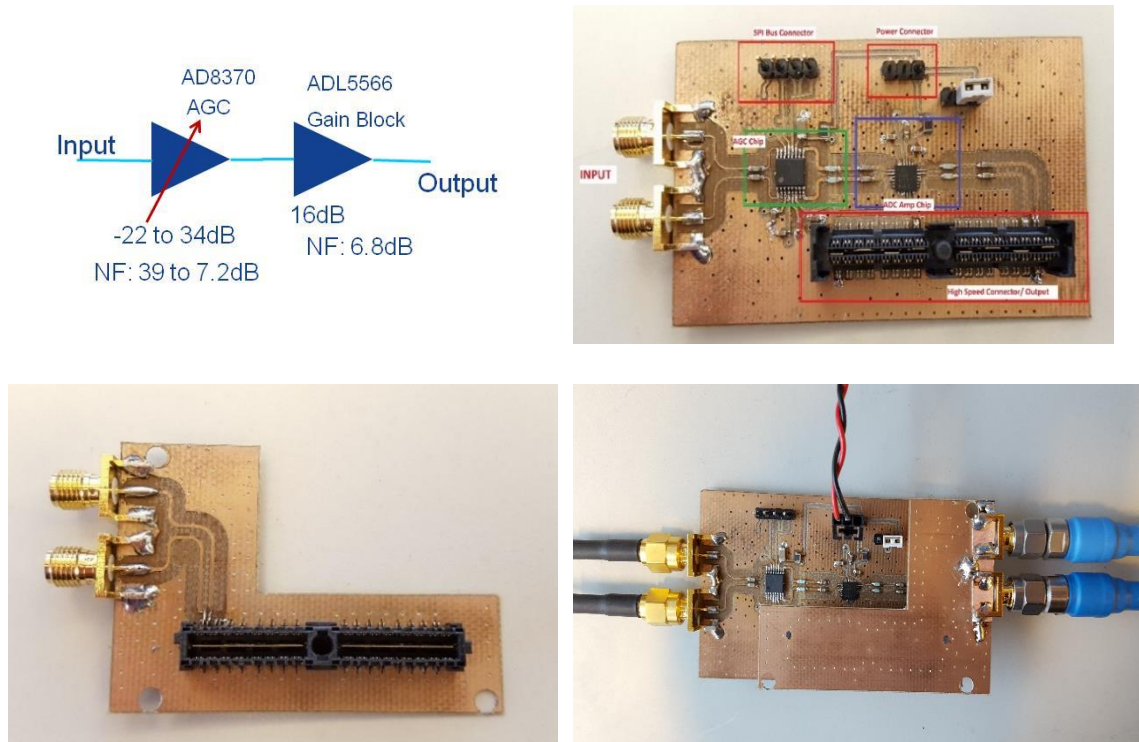 AD8370
AGC
ADL5566
Gain Block
Input
Output
-22 to 34dB
NF: 39 to 7.2dB
16dB
NF: 6.8dB
SPI Bus Connector
Power Connector
AGC Chip
INPUT
ADC Amp Chip
High Speed Connector/ Output